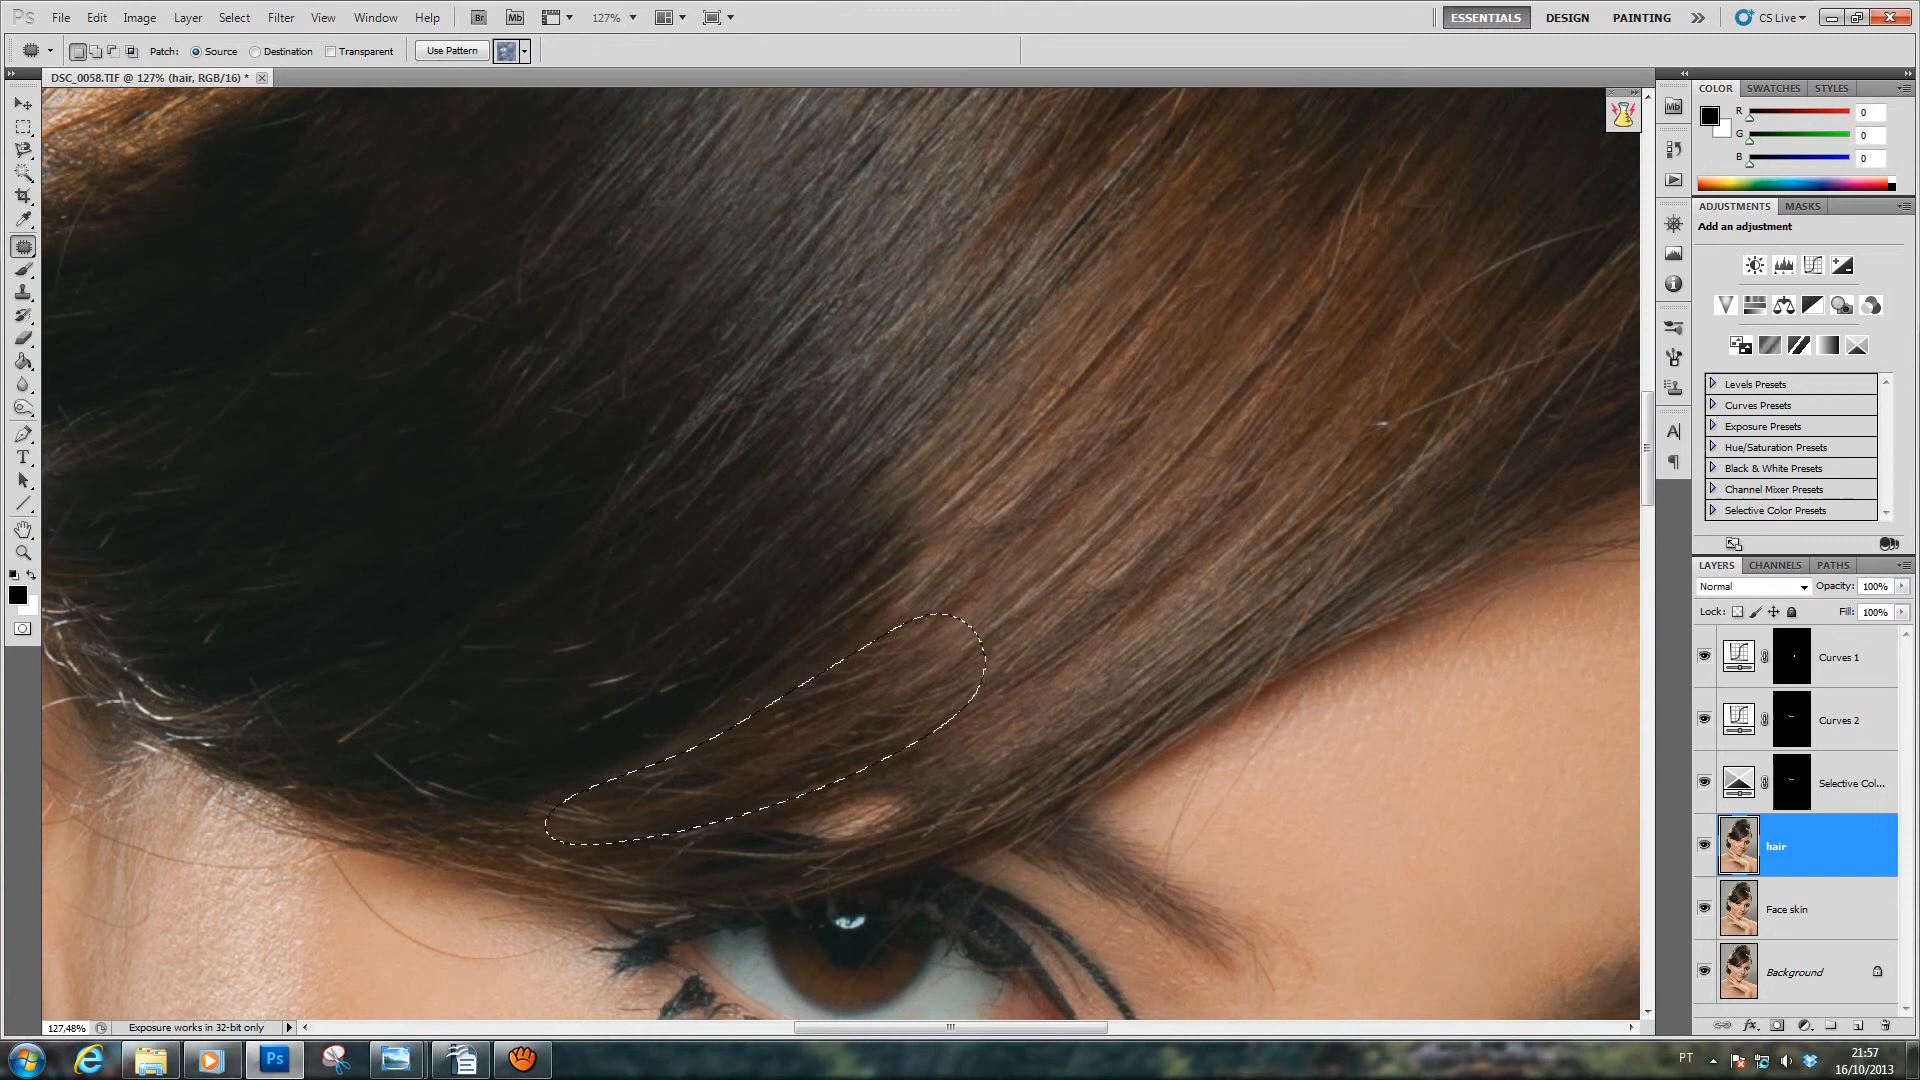 Ps File Edit Image Layer Select Filter View Window Help Br Mb 127% ESSENTIALS DESIGN PAINTING CS Live
Patch: Source Destination Transparent Use Pattern
DSC_0058.TIF @ 127% (hair, RGB/16) *
COLOR SWATCHES STYLES
R 0
G 0
B 0
ADJUSTMENTS MASKS
Add an adjustment
Levels Presets
Curves Presets
Exposure Presets
Hue/Saturation Presets
Black & White Presets
Channel Mixer Presets
Selective Color Presets
LAYERS CHANNELS PATHS
Normal Opacity: 100%
Lock: Fill: 100%
Curves 1
Curves 2
Selective Col...
hair
Face skin
Background
127,48% Exposure works in 32-bit only
Ps PT 21:57
16/10/2013